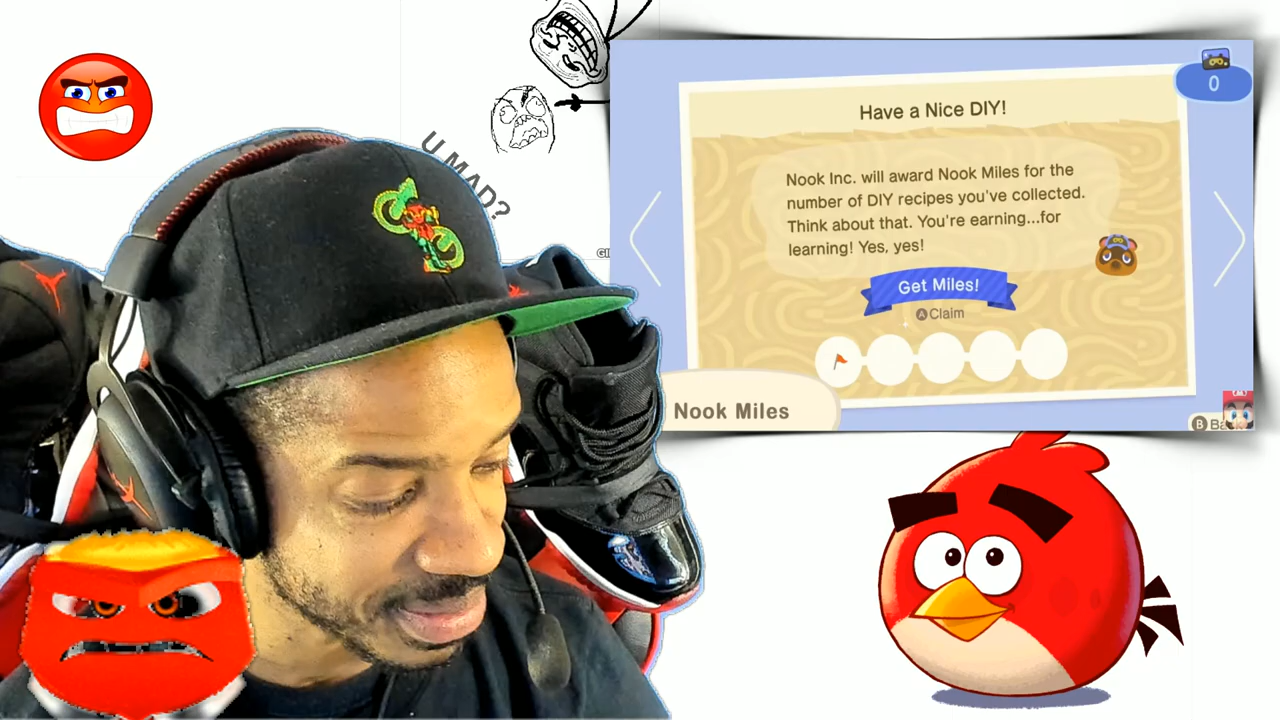 U MAD?
0
Have a Nice DIY!
Nook Inc. will award Nook Miles for the
number of DIY recipes you've collected.
Think about that. You're earning...for
learning! Yes, yes!
Get Miles!
A Claim
Nook Miles
B